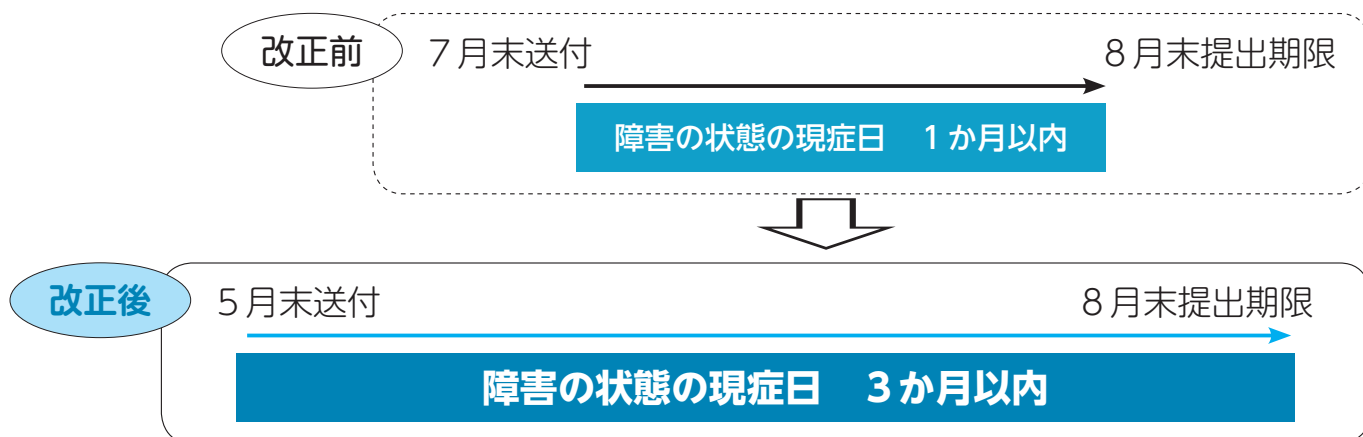 改正前
７月末送付
８月末提出期限
障害の状態の現症日　１か月以内
改正後
５月末送付
８月末提出期限
障害の状態の現症日　３か月以内